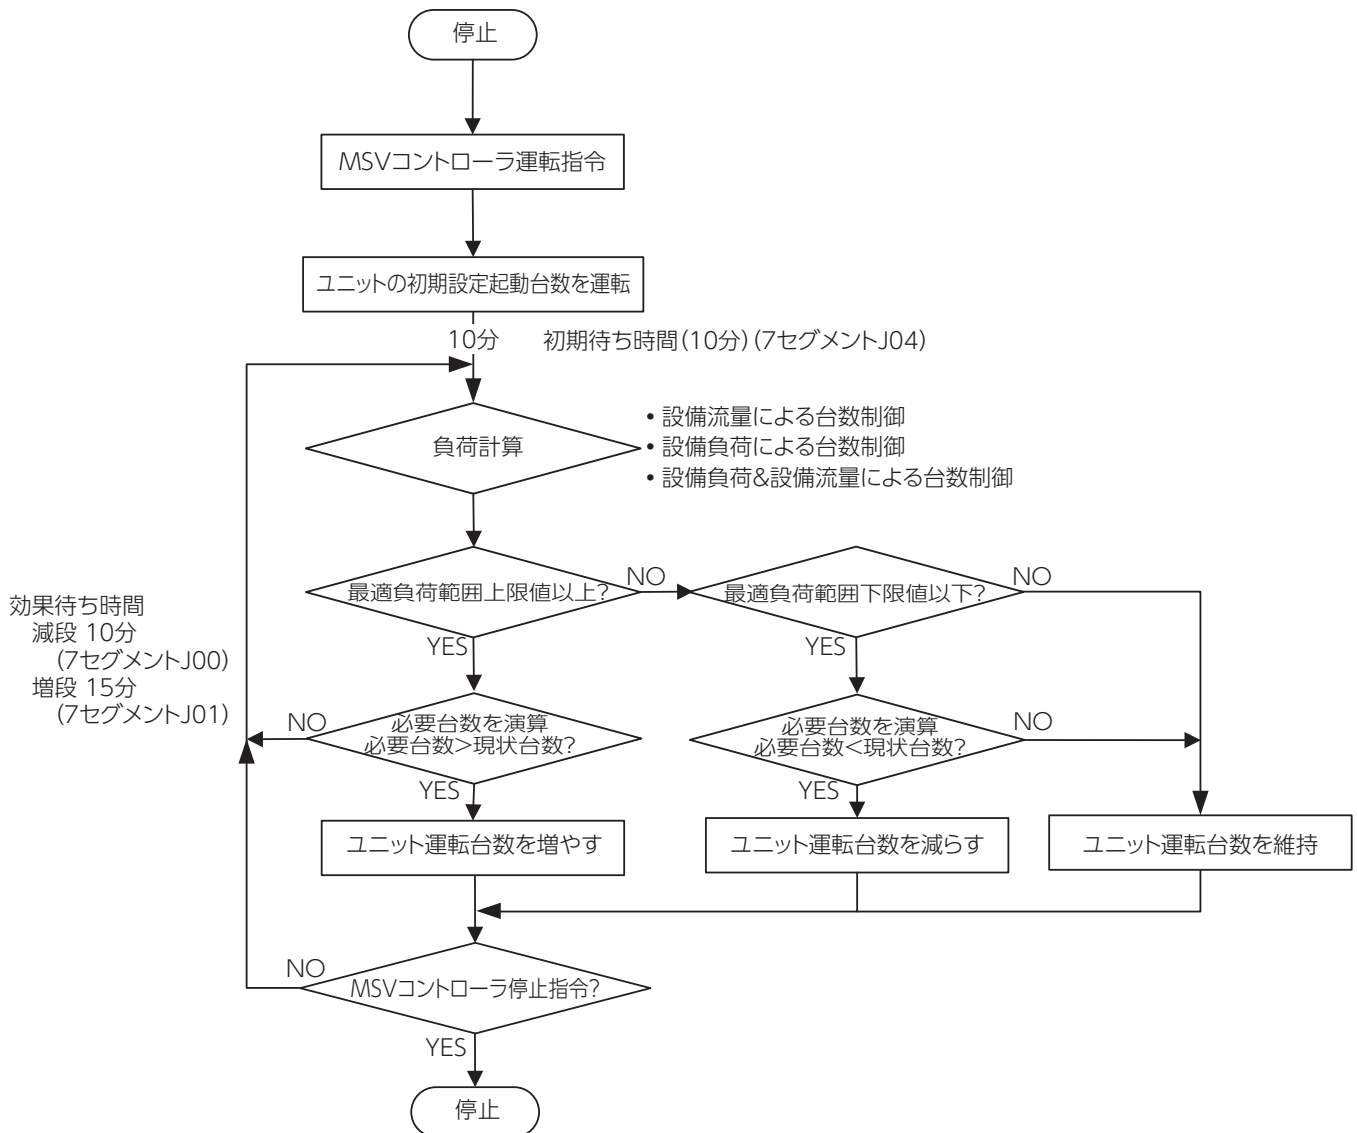 停止
MSVコントローラ運転指令
ユニットの初期設定起動台数を運転
10分 初期待ち時間(10分)(7セグメントJ04)
負荷計算
• 設備流量による台数制御
• 設備負荷による台数制御
• 設備負荷&設備流量による台数制御
最適負荷範囲上限値以上?
NO
YES
最適負荷範囲下限値以下?
NO
YES
効果待ち時間
減段 10分
(7セグメントJ00)
増段 15分
(7セグメントJ01)
必要台数を演算
必要台数>現状台数?
NO
YES
必要台数を演算
必要台数<現状台数?
NO
YES
ユニット運転台数を増やす
ユニット運転台数を減らす
ユニット運転台数を維持
MSVコントローラ停止指令?
NO
YES
停止